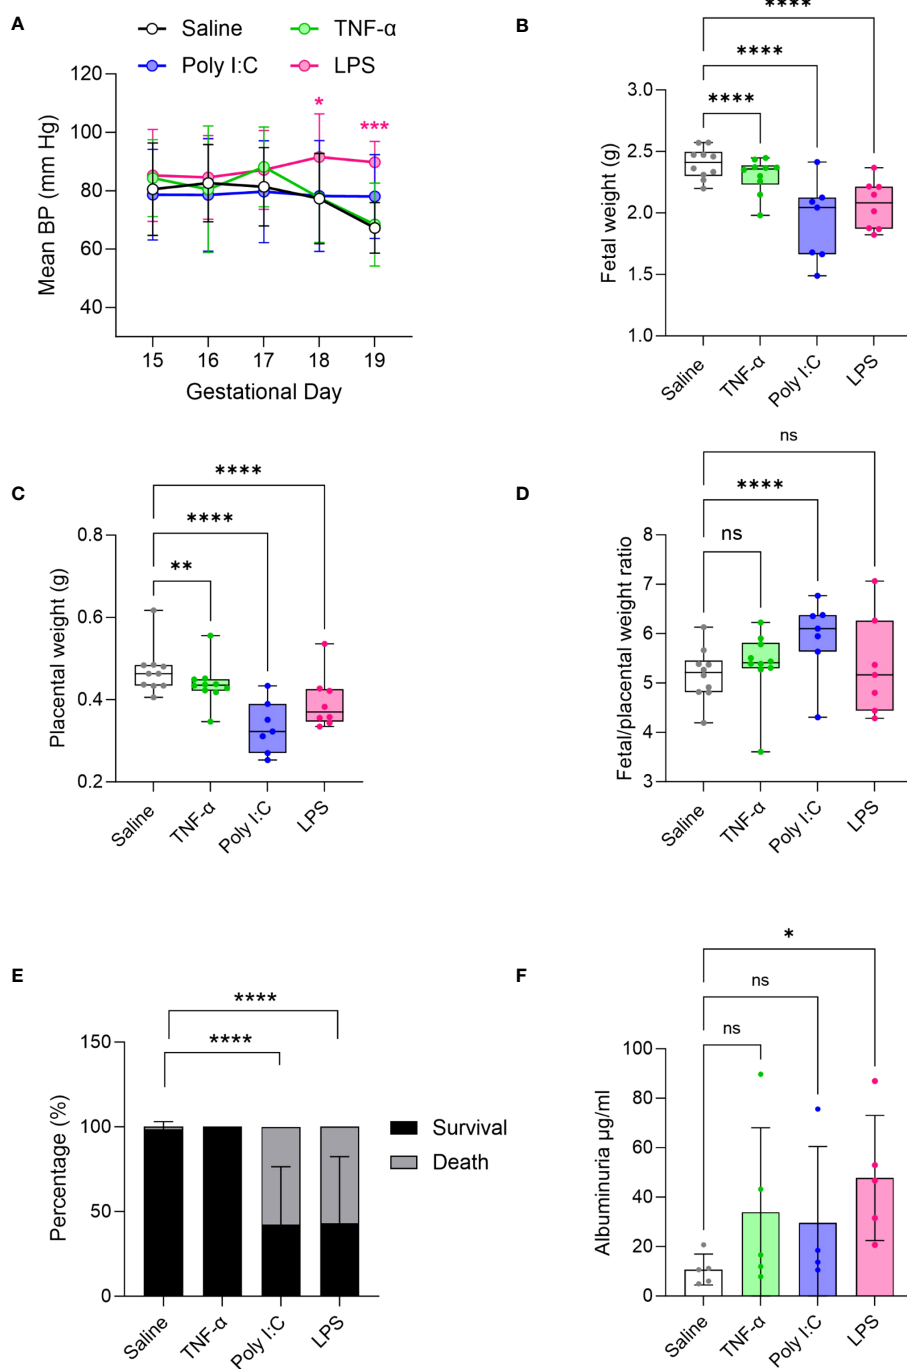 A
Saline
TNF-α
Poly I:C
LPS
Mean BP (mm Hg)
120
100
80
60
40
*
***
15 16 17 18 19
Gestational Day
B
****
****
****
Fetal weight (g)
3.0
2.5
2.0
1.5
1.0
Saline
TNF-α
Poly I:C
LPS
C
****
****
**
Placental weight (g)
0.8
0.6
0.4
0.2
Saline
TNF-α
Poly I:C
LPS
D
ns
****
ns
Fetal/placental weight ratio
8
7
6
5
4
3
Saline
TNF-α
Poly I:C
LPS
E
****
****
Percentage (%)
150
100
50
0
Survival
Death
Saline
TNF-α
Poly I:C
LPS
F
*
ns
ns
Albuminuria µg/ml
100
80
60
40
20
0
Saline
TNF-α
Poly I:C
LPS